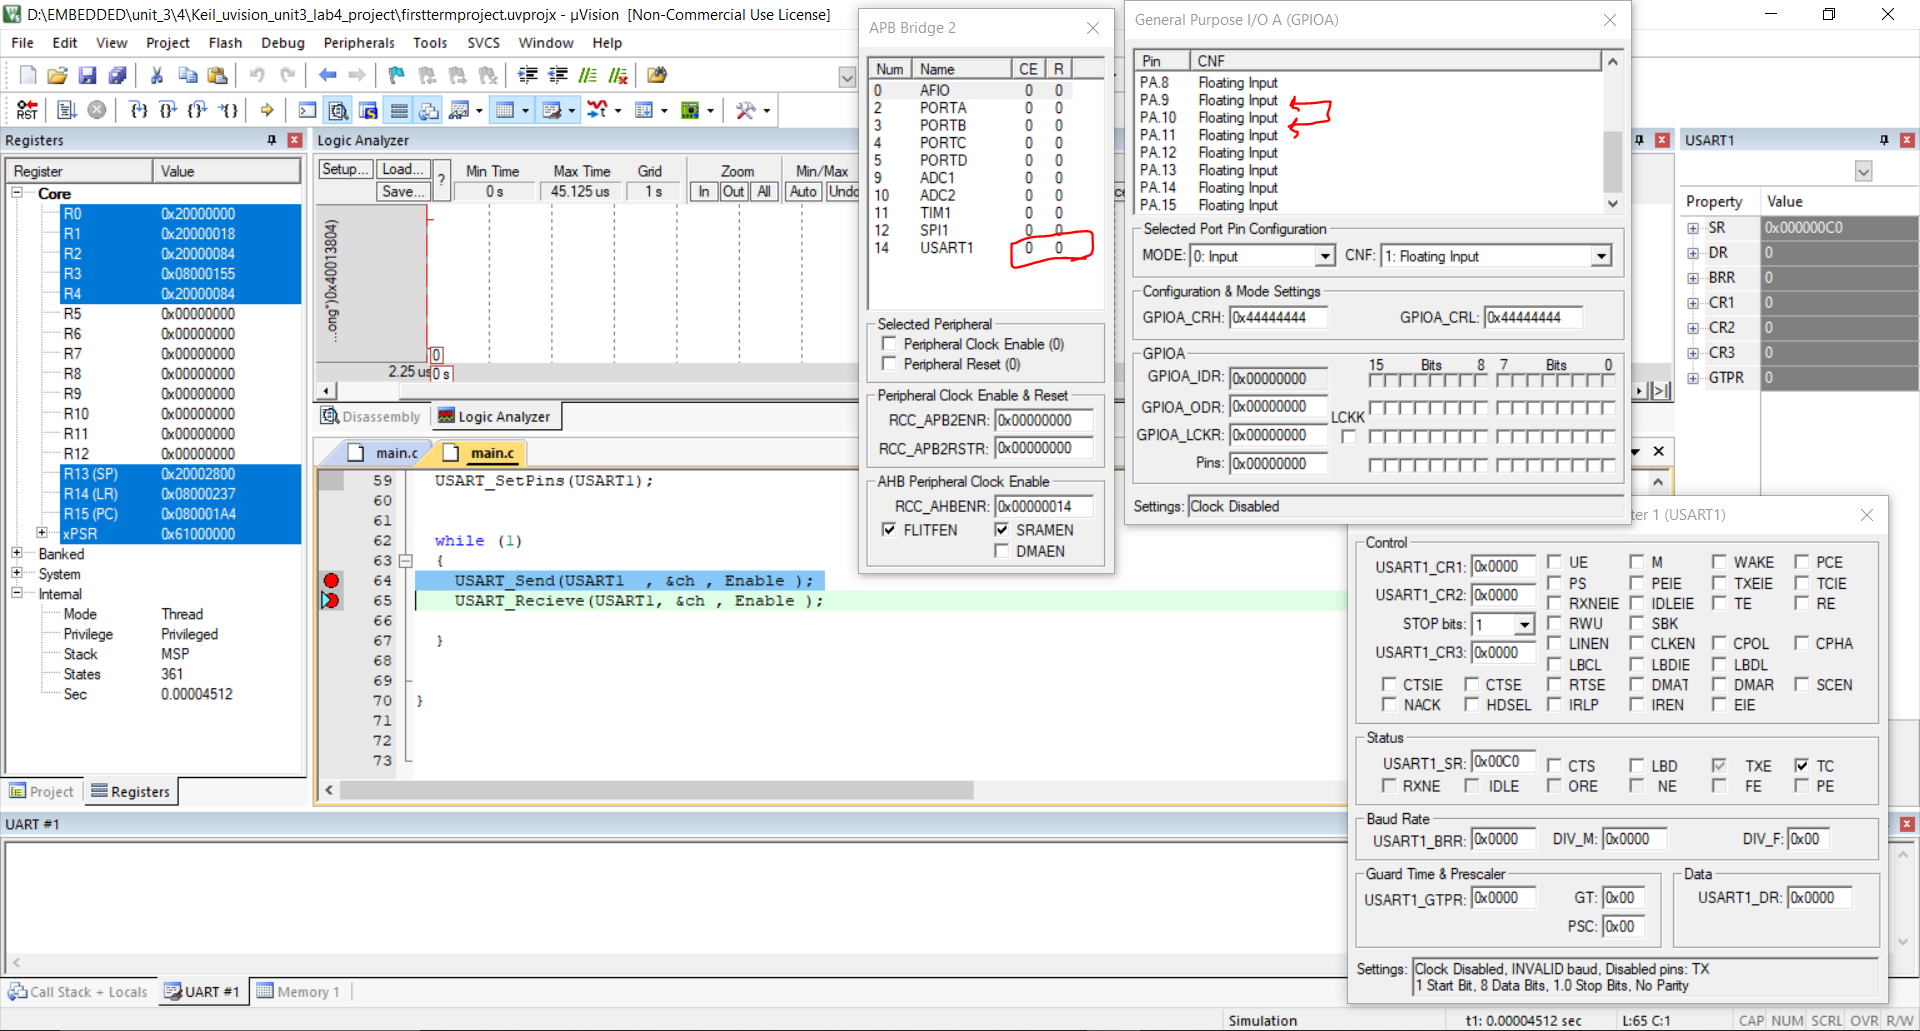 D:\EMBEDDED\unit_3\4\Keil_uvision_unit3_lab4_project\firsttermproject.uvprojx - µVision  [Non-Commercial Use License]
File Edit View Project Flash Debug Peripherals Tools SVCS Window Help
Registers
Register Value
Core
R0 0x20000000
R1 0x20000018
R2 0x20000084
R3 0x08000155
R4 0x20000084
R5 0x00000000
R6 0x00000000
R7 0x00000000
R8 0x00000000
R9 0x00000000
R10 0x00000000
R11 0x00000000
R12 0x00000000
R13 (SP) 0x20002800
R14 (LR) 0x08000237
R15 (PC) 0x080001A4
xPSR 0x61000000
Banked
System
Internal
Mode Thread
Privilege Privileged
Stack MSP
States 361
Sec 0.00004512
Project Registers
Logic Analyzer
Setup... Load... Save... ?
Min Time Max Time Grid Zoom Min/Max
0 s 45.125 us 1 s In Out All Auto Undo
...ong*)0x40013804)
0
2.25 us 0 s
Disassembly Logic Analyzer
main.c main.c
59 USART_SetPins(USART1);
60
61
62 while (1)
63 {
64 USART_Send(USART1  , &ch , Enable );
65 USART_Recieve(USART1, &ch , Enable );
66
67 }
68
69
70 }
71
72
73
APB Bridge 2
Num Name CE R
0 AFIO 0 0
2 PORTA 0 0
3 PORTB 0 0
4 PORTC 0 0
5 PORTD 0 0
9 ADC1 0 0
10 ADC2 0 0
11 TIM1 0 0
12 SPI1 0 0
14 USART1 0 0
Selected Peripheral
Peripheral Clock Enable (0)
Peripheral Reset (0)
Peripheral Clock Enable & Reset
RCC_APB2ENR: 0x00000000
RCC_APB2RSTR: 0x00000000
AHB Peripheral Clock Enable
RCC_AHBENR: 0x00000014
FLITFEN SRAMEN
DMAEN
General Purpose I/O A (GPIOA)
Pin CNF
PA.8 Floating Input
PA.9 Floating Input
PA.10 Floating Input
PA.11 Floating Input
PA.12 Floating Input
PA.13 Floating Input
PA.14 Floating Input
PA.15 Floating Input
Selected Port Pin Configuration
MODE: 0: Input CNF: 1: Floating Input
Configuration & Mode Settings
GPIOA_CRH: 0x44444444 GPIOA_CRL: 0x44444444
GPIOA
15 Bits 8 7 Bits 0
GPIOA_IDR: 0x00000000
GPIOA_ODR: 0x00000000
LCKK
GPIOA_LCKR: 0x00000000
Pins: 0x00000000
Settings: Clock Disabled
USART1
Property Value
SR 0x000000C0
DR 0
BRR 0
CR1 0
CR2 0
CR3 0
GTPR 0
ter 1 (USART1)
Control
USART1_CR1: 0x0000 UE M WAKE PCE
PS PEIE TXEIE TCIE
USART1_CR2: 0x0000 RXNEIE IDLEIE TE RE
STOP bits: 1 RWU SBK
LINEN CLKEN CPOL CPHA
USART1_CR3: 0x0000 LBCL LBDIE LBDL
CTSIE CTSE RTSE DMAT DMAR SCEN
NACK HDSEL IRLP IREN EIE
Status
USART1_SR: 0x00C0 CTS LBD TXE TC
RXNE IDLE ORE NE FE PE
Baud Rate
USART1_BRR: 0x0000 DIV_M: 0x0000 DIV_F: 0x00
Guard Time & Prescaler
USART1_GTPR: 0x0000 GT: 0x00
PSC: 0x00
Data
USART1_DR: 0x0000
Settings: Clock Disabled, INVALID baud, Disabled pins: TX
1 Start Bit, 8 Data Bits, 1.0 Stop Bits, No Parity
UART #1
Call Stack + Locals UART #1 Memory 1
Simulation t1: 0.00004512 sec L:65 C:1 CAP NUM SCRL OVR R/W